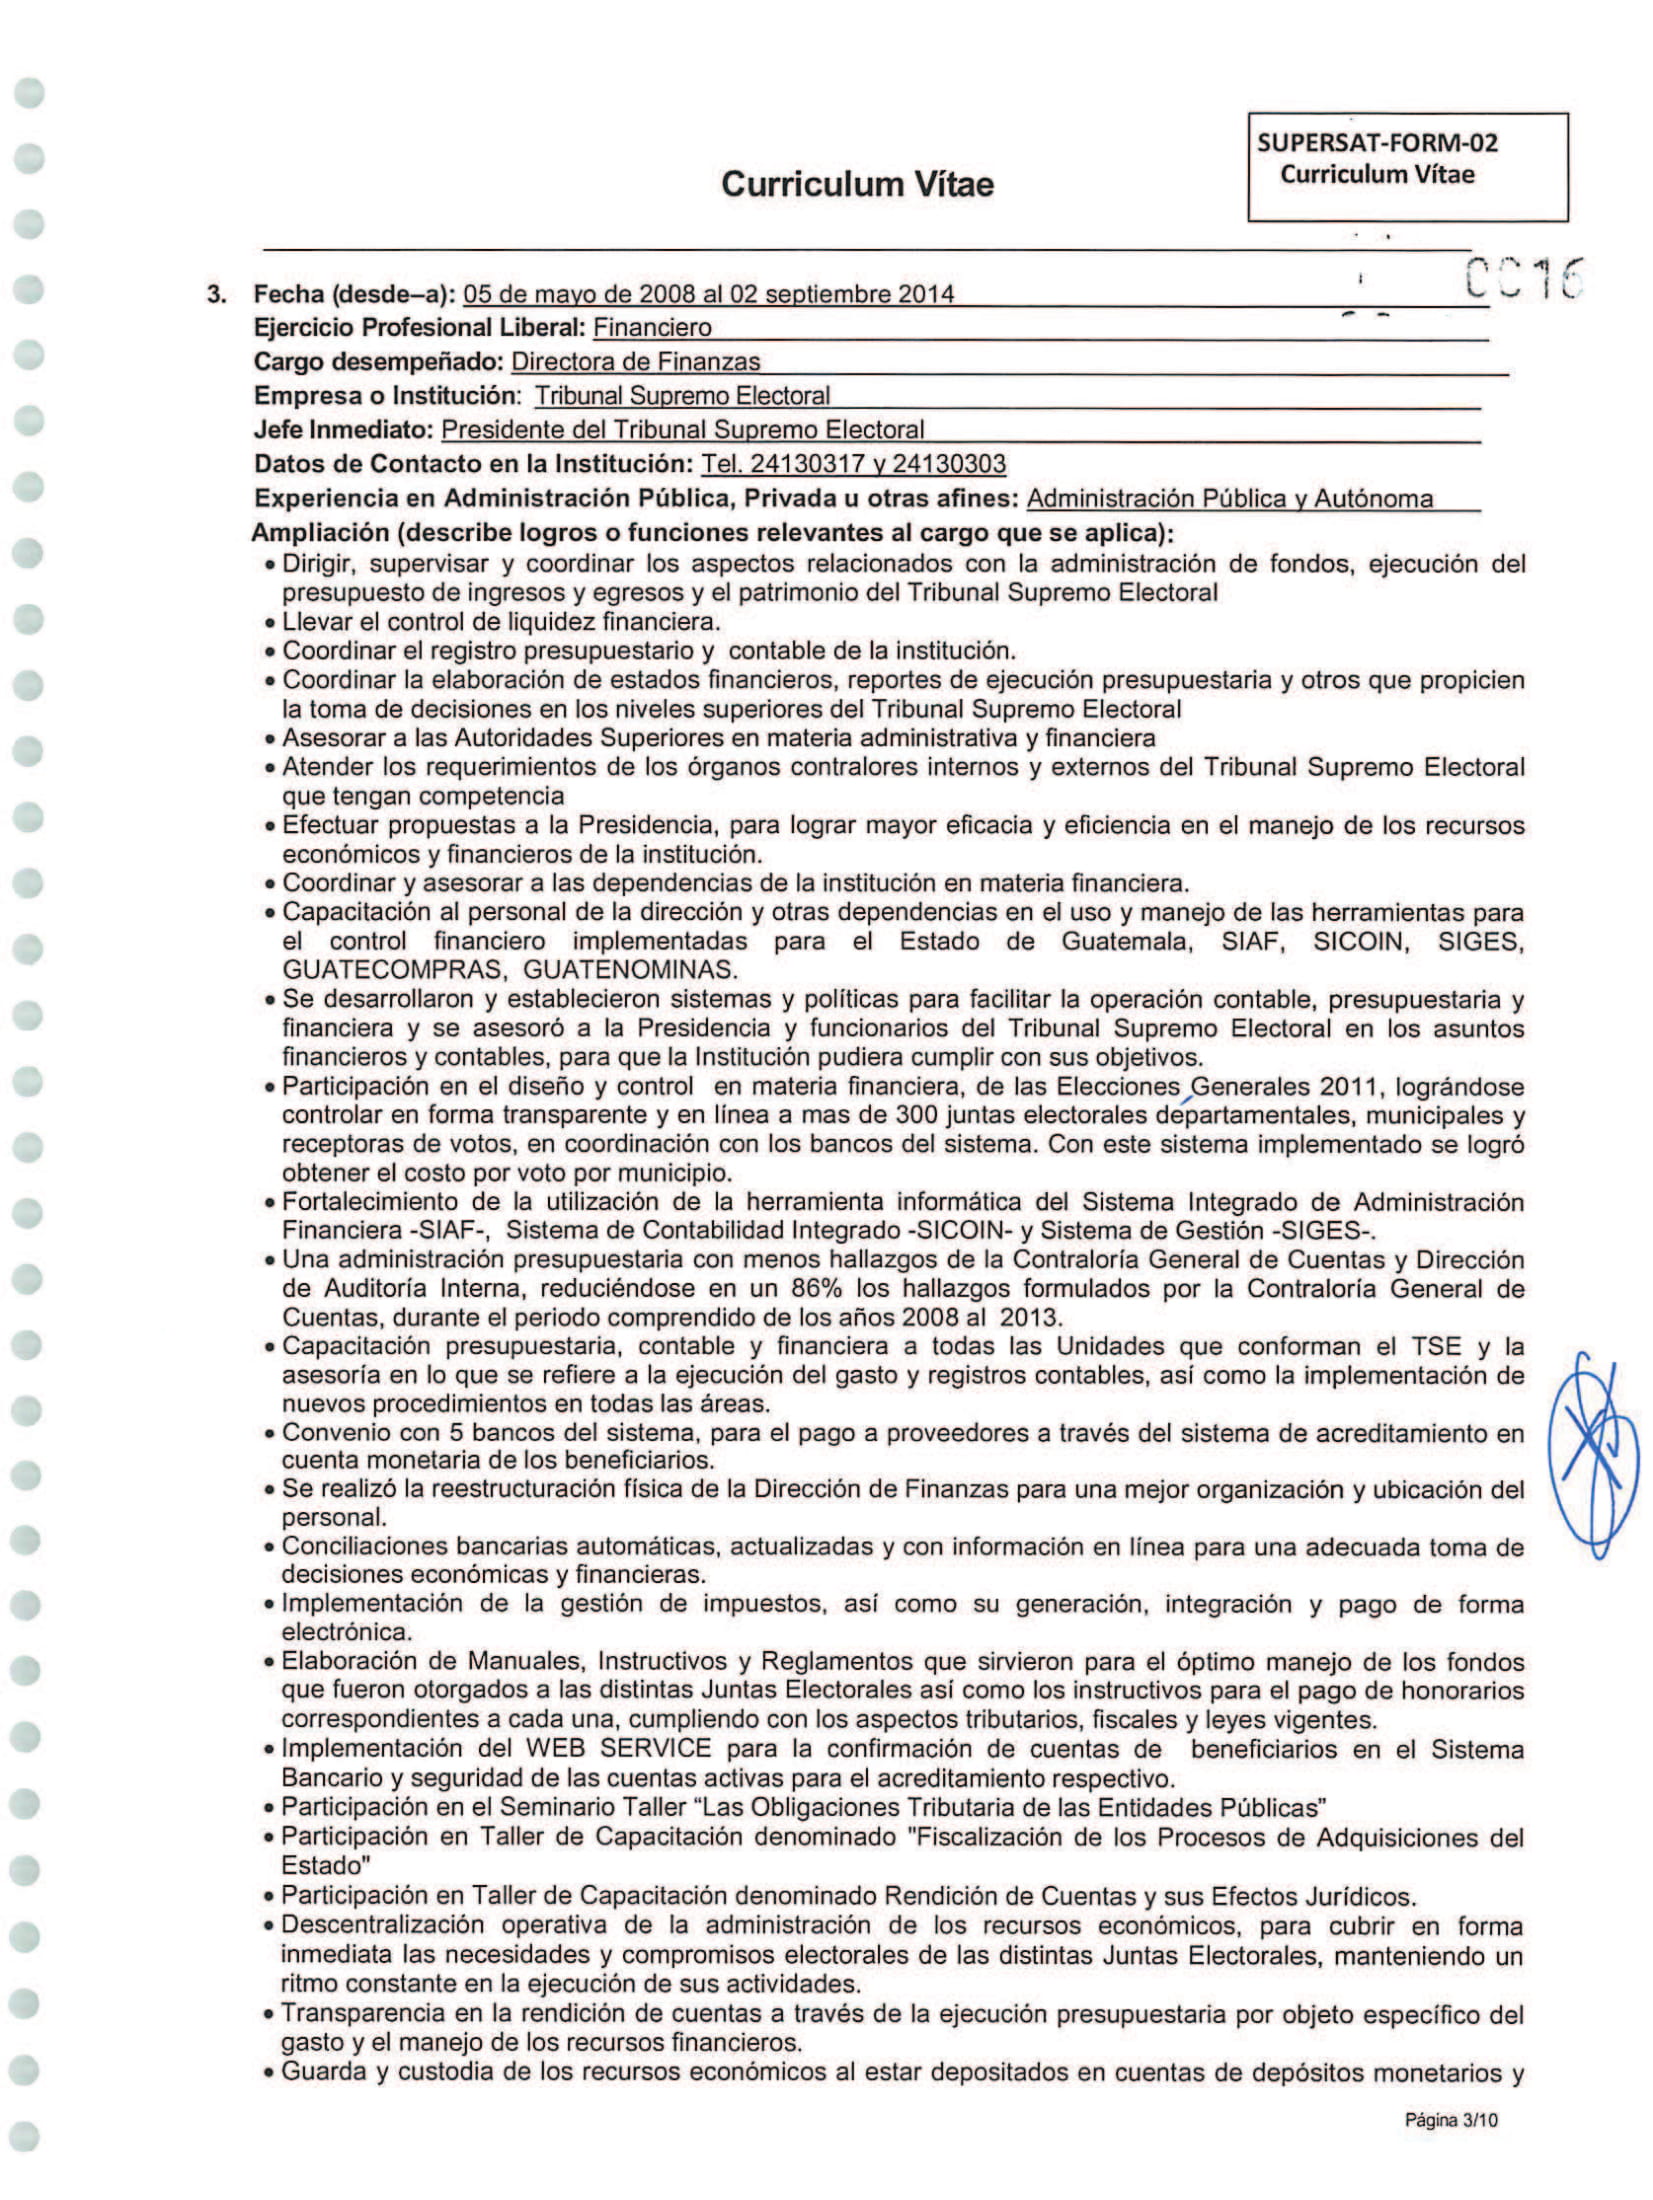 SUPERSAT-FORM-02
Curriculum Vítae
Curriculum Vítae
3. Fecha (desde–a): 05 de mayo de 2008 al 02 septiembre 2014
Ejercicio Profesional Liberal: Financiero
Cargo desempeñado: Directora de Finanzas
Empresa o Institución: Tribunal Supremo Electoral
Jefe Inmediato: Presidente del Tribunal Supremo Electoral
Datos de Contacto en la Institución: Tel. 24130317 y 24130303
Experiencia en Administración Pública, Privada u otras afines: Administración Pública y Autónoma
Ampliación (describe logros o funciones relevantes al cargo que se aplica):
• Dirigir, supervisar y coordinar los aspectos relacionados con la administración de fondos, ejecución del
presupuesto de ingresos y egresos y el patrimonio del Tribunal Supremo Electoral
• Llevar el control de liquidez financiera.
• Coordinar el registro presupuestario y contable de la institución.
• Coordinar la elaboración de estados financieros, reportes de ejecución presupuestaria y otros que propicien
la toma de decisiones en los niveles superiores del Tribunal Supremo Electoral
• Asesorar a las Autoridades Superiores en materia administrativa y financiera
• Atender los requerimientos de los órganos contralores internos y externos del Tribunal Supremo Electoral
que tengan competencia
• Efectuar propuestas a la Presidencia, para lograr mayor eficacia y eficiencia en el manejo de los recursos
económicos y financieros de la institución.
• Coordinar y asesorar a las dependencias de la institución en materia financiera.
• Capacitación al personal de la dirección y otras dependencias en el uso y manejo de las herramientas para
el control financiero implementadas para el Estado de Guatemala, SIAF, SICOIN, SIGES,
GUATECOMPRAS, GUATENOMINAS.
• Se desarrollaron y establecieron sistemas y políticas para facilitar la operación contable, presupuestaria y
financiera y se asesoró a la Presidencia y funcionarios del Tribunal Supremo Electoral en los asuntos
financieros y contables, para que la Institución pudiera cumplir con sus objetivos.
• Participación en el diseño y control en materia financiera, de las Elecciones Generales 2011, lográndose
controlar en forma transparente y en línea a mas de 300 juntas electorales departamentales, municipales y
receptoras de votos, en coordinación con los bancos del sistema. Con este sistema implementado se logró
obtener el costo por voto por municipio.
• Fortalecimiento de la utilización de la herramienta informática del Sistema Integrado de Administración
Financiera -SIAF-, Sistema de Contabilidad Integrado -SICOIN- y Sistema de Gestión -SIGES-.
• Una administración presupuestaria con menos hallazgos de la Contraloría General de Cuentas y Dirección
de Auditoría Interna, reduciéndose en un 86% los hallazgos formulados por la Contraloría General de
Cuentas, durante el periodo comprendido de los años 2008 al 2013.
• Capacitación presupuestaria, contable y financiera a todas las Unidades que conforman el TSE y la
asesoría en lo que se refiere a la ejecución del gasto y registros contables, así como la implementación de
nuevos procedimientos en todas las áreas.
• Convenio con 5 bancos del sistema, para el pago a proveedores a través del sistema de acreditamiento en
cuenta monetaria de los beneficiarios.
• Se realizó la reestructuración física de la Dirección de Finanzas para una mejor organización y ubicación del
personal.
• Conciliaciones bancarias automáticas, actualizadas y con información en línea para una adecuada toma de
decisiones económicas y financieras.
• Implementación de la gestión de impuestos, así como su generación, integración y pago de forma
electrónica.
• Elaboración de Manuales, Instructivos y Reglamentos que sirvieron para el óptimo manejo de los fondos
que fueron otorgados a las distintas Juntas Electorales así como los instructivos para el pago de honorarios
correspondientes a cada una, cumpliendo con los aspectos tributarios, fiscales y leyes vigentes.
• Implementación del WEB SERVICE para la confirmación de cuentas de beneficiarios en el Sistema
Bancario y seguridad de las cuentas activas para el acreditamiento respectivo.
• Participación en el Seminario Taller “Las Obligaciones Tributaria de las Entidades Públicas”
• Participación en Taller de Capacitación denominado "Fiscalización de los Procesos de Adquisiciones del
Estado"
• Participación en Taller de Capacitación denominado Rendición de Cuentas y sus Efectos Jurídicos.
• Descentralización operativa de la administración de los recursos económicos, para cubrir en forma
inmediata las necesidades y compromisos electorales de las distintas Juntas Electorales, manteniendo un
ritmo constante en la ejecución de sus actividades.
• Transparencia en la rendición de cuentas a través de la ejecución presupuestaria por objeto específico del
gasto y el manejo de los recursos financieros.
• Guarda y custodia de los recursos económicos al estar depositados en cuentas de depósitos monetarios y
Página 3/10